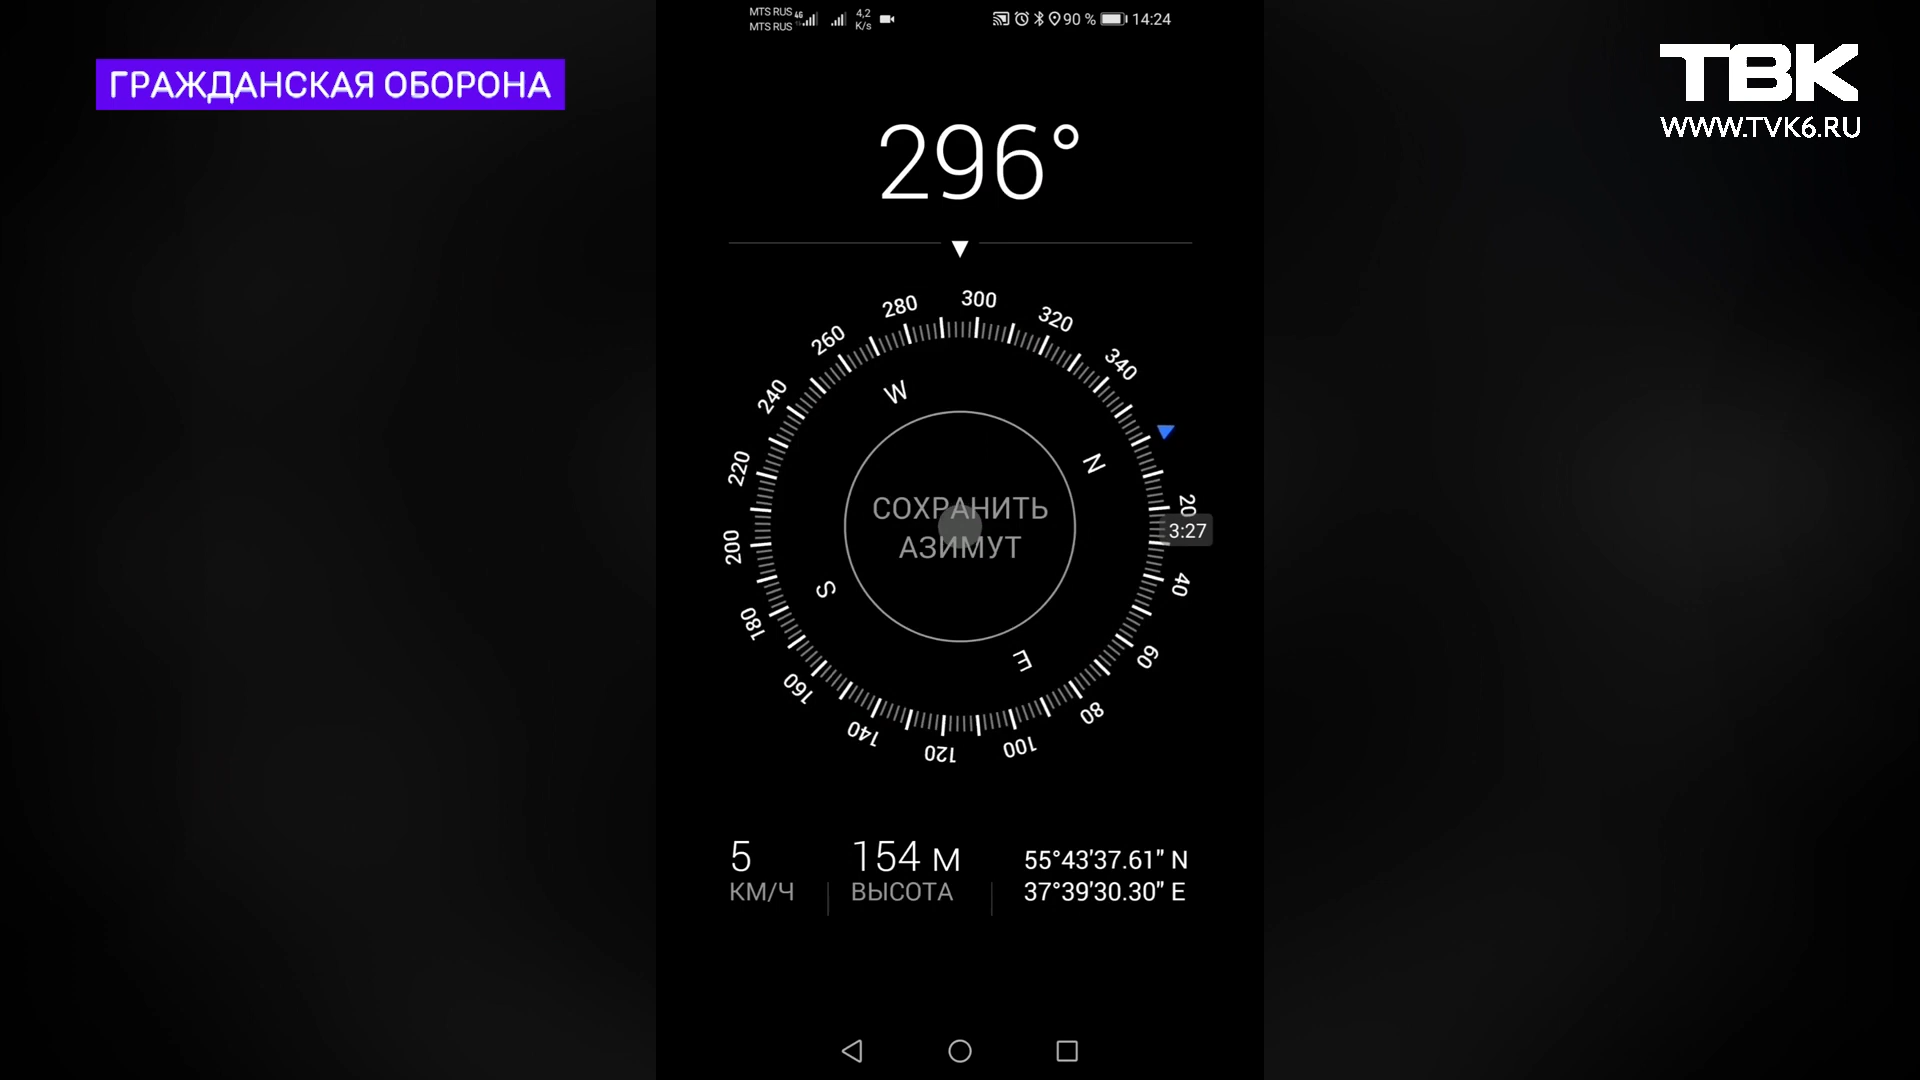 MTS RUS 4G
MTS RUS
4,2
K/s
90 % 14:24
ГРАЖДАНСКАЯ ОБОРОНА
ТВК
WWW.TVK6.RU
296°
280
300
320
260
340
240
W
220
N
20
СОХРАНИТЬ
АЗИМУТ
3:27
200
40
S
180
60
E
160
80
140
120
100
5
КМ/Ч
154 м
ВЫСОТА
55°43'37.61" N
37°39'30.30" E